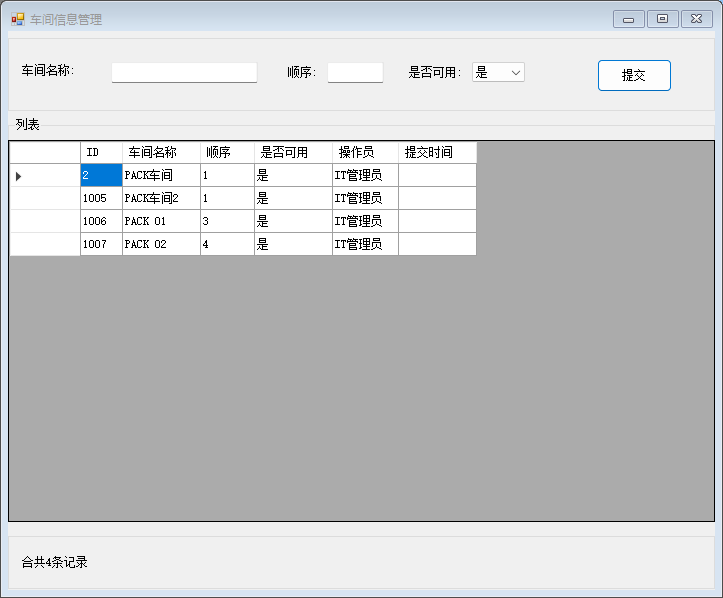 车间信息管理
车间名称: 顺序: 是否可用: 是 提交
列表
ID 车间名称 顺序 是否可用 操作员 提交时间
2 PACK车间 1 是 IT管理员
1005 PACK车间2 1 是 IT管理员
1006 PACK 01 3 是 IT管理员
1007 PACK 02 4 是 IT管理员
合共4条记录